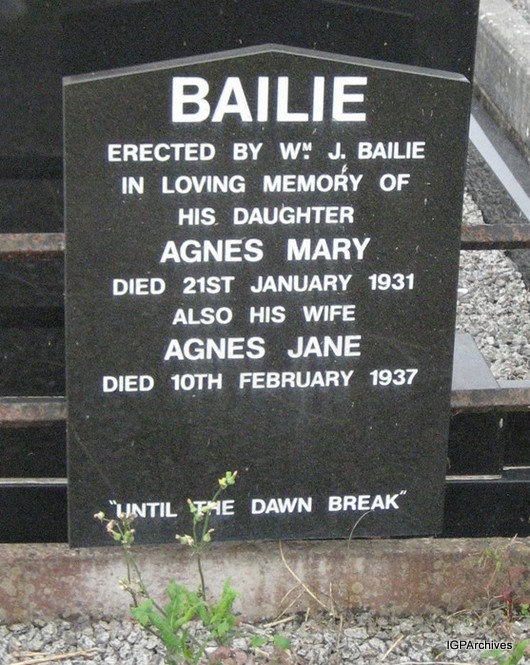 BAILIE
ERECTED BY WM. J. BAILIE
IN LOVING MEMORY OF
HIS DAUGHTER
AGNES MARY
DIED 21ST JANUARY 1931
ALSO HIS WIFE
AGNES JANE
DIED 10TH FEBRUARY 1937
"UNTIL THE DAWN BREAK"
IGPArchives